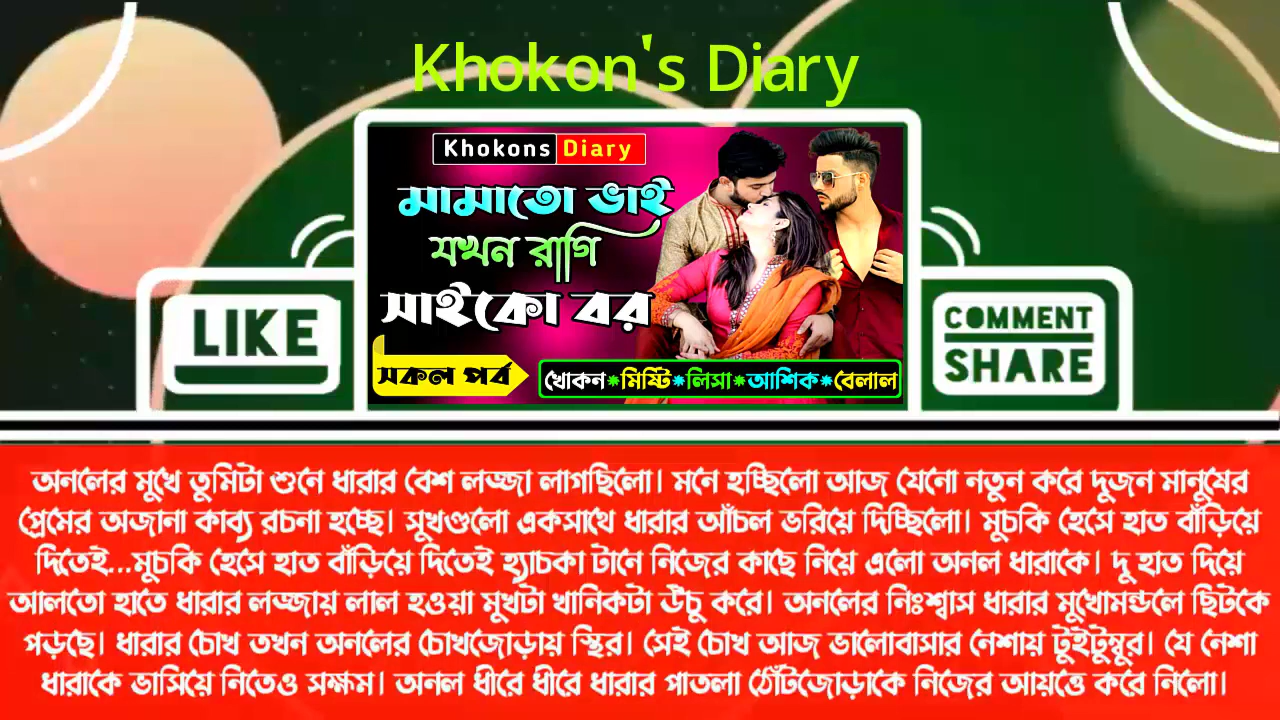 Khokon's Diary
Khokons Diary
মামাতো ভাই
যখন রাগি
সাইকো বর
সকল পর্ব
খোকন*মিষ্টি*লিসা*আশিক*বেলাল
LIKE
COMMENT
SHARE
অনলের মুখে তুমিটা শুনে ধারার বেশ লজ্জা লাগছিলো। মনে হচ্ছিলো আজ যেনো নতুন করে দুজন মানুষের
প্রেমের অজানা কাব্য রচনা হচ্ছে। সুখগুলো একসাথে ধারার আঁচল ভরিয়ে দিচ্ছিলো। মুচকি হেসে হাত বাঁড়িয়ে
দিতেই...মুচকি হেসে হাত বাঁড়িয়ে দিতেই হ্যাচকা টানে নিজের কাছে নিয়ে এলো অনল ধারাকে। দু হাত দিয়ে
আলতো হাতে ধারার লজ্জায় লাল হওয়া মুখটা খানিকটা উঁচু করে। অনলের নিঃশ্বাস ধারার মুখোমন্ডলে ছিটকে
পড়ছে। ধারার চোখ তখন অনলের চোখজোড়ায় স্থির। সেই চোখ আজ ভালোবাসার নেশায় টুইটুম্বুর। যে নেশা
ধারাকে ভাসিয়ে নিতেও সক্ষম। অনল ধীরে ধীরে ধারার পাতলা ঠোঁটজোড়াকে নিজের আয়ত্তে করে নিলো।